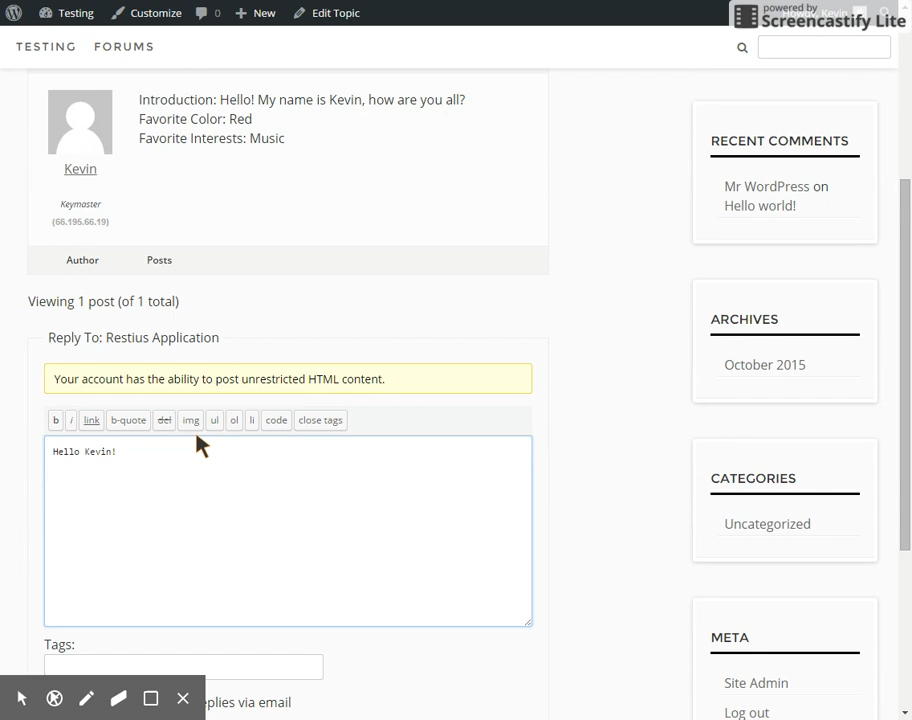 Testing Customize 0 New Edit Topic Howdy, Kevin
powered by
Screencastify Lite
TESTING FORUMS
Introduction: Hello! My name is Kevin, how are you all?
Favorite Color: Red
Favorite Interests: Music
Kevin
Keymaster
(66.195.66.19)
Author Posts
Viewing 1 post (of 1 total)
Reply To: Restius Application
Your account has the ability to post unrestricted HTML content.
b i link b-quote del img ul ol li code close tags
Hello Kevin!
Tags:
eplies via email
RECENT COMMENTS
Mr WordPress on
Hello world!
ARCHIVES
October 2015
CATEGORIES
Uncategorized
META
Site Admin
Log out